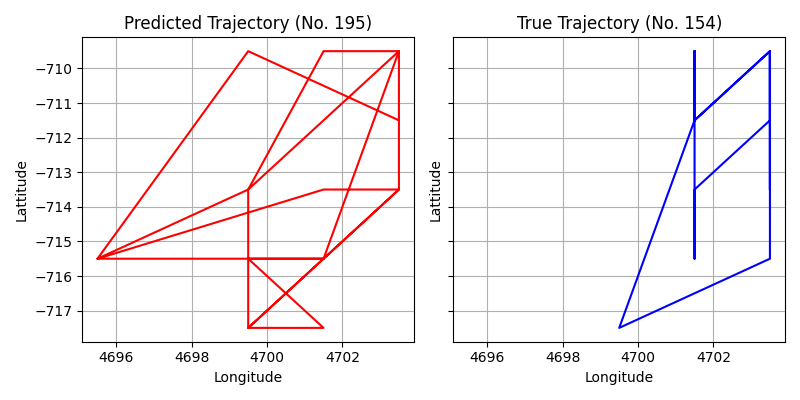 Predicted Trajectory (No. 195)
True Trajectory (No. 154)
Lattitude
−710
−711
−712
−713
−714
−715
−716
−717
4696
4698
4700
4702
Longitude
Lattitude
4696
4698
4700
4702
Longitude